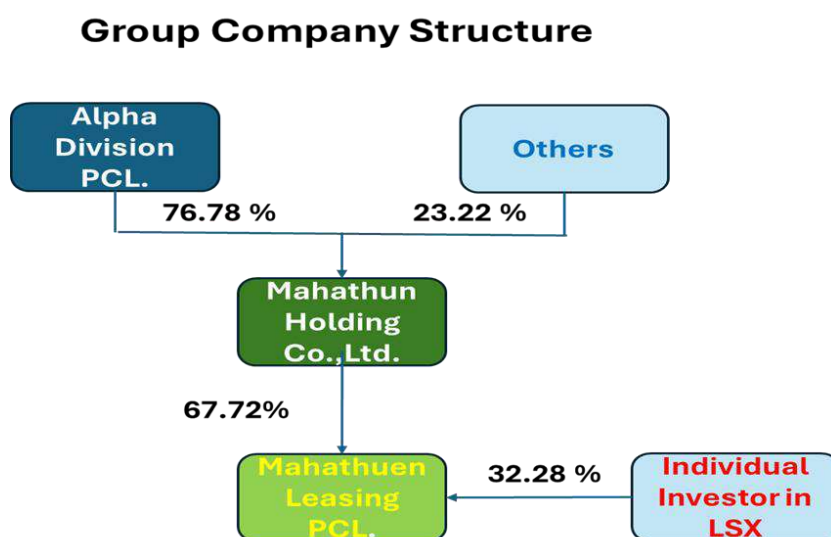 Group Company Structure
Alpha
Division
PCL.
Others
76.78 %
23.22 %
Mahathun
Holding
Co.,Ltd.
67.72%
Mahathuen
Leasing
PCL.
32.28 %
Individual
Investor in
LSX